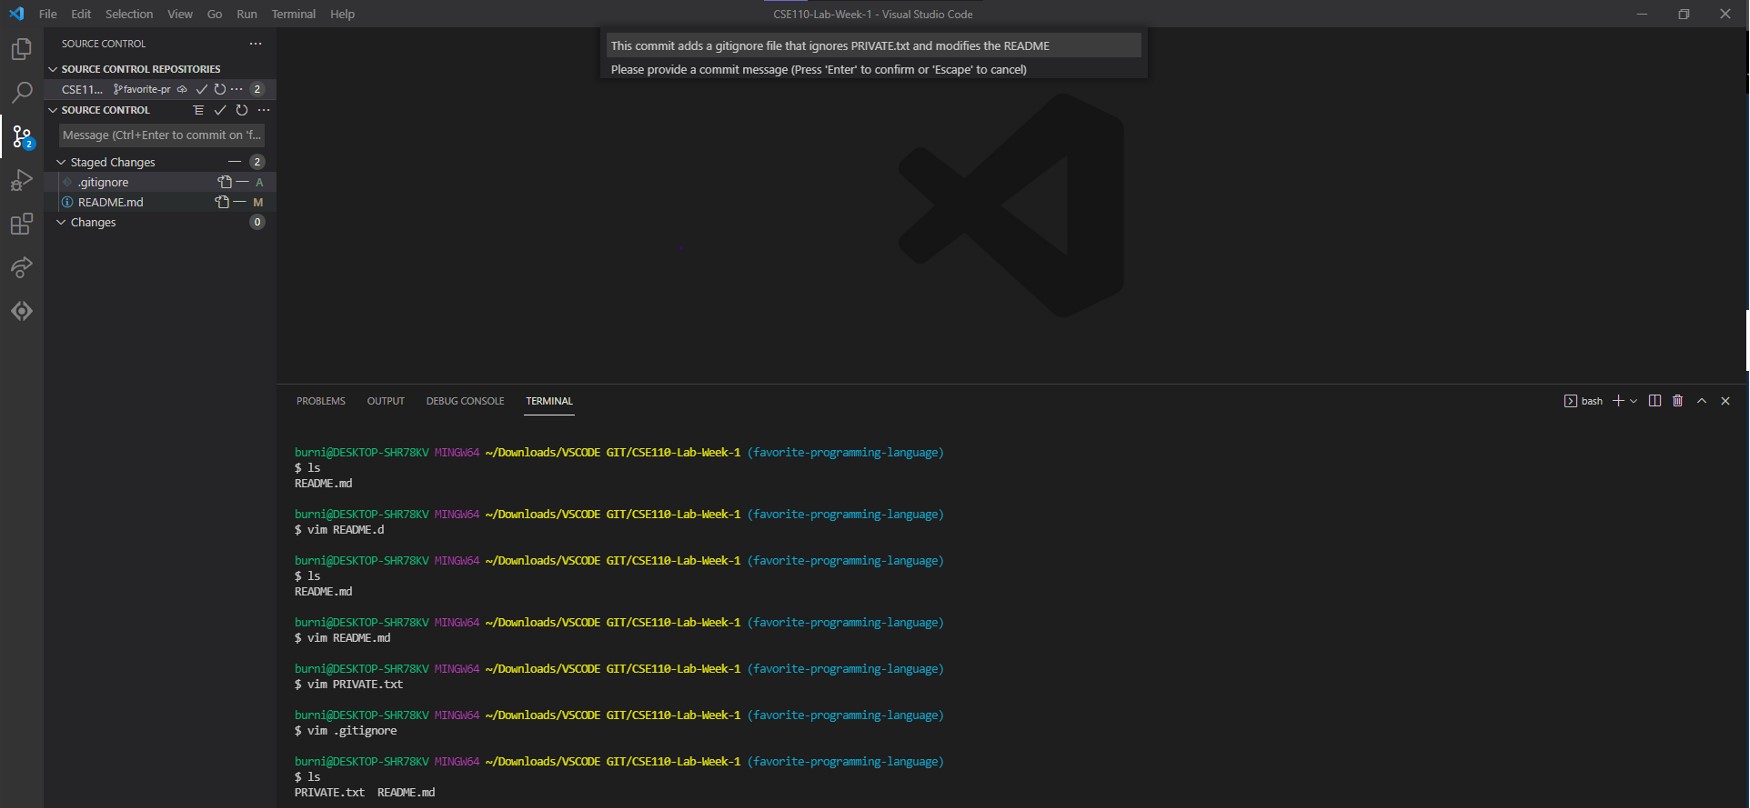 File Edit Selection View Go Run Terminal Help
CSE110-Lab-Week-1 - Visual Studio Code
This commit adds a gitignore file that ignores PRIVATE.txt and modifies the README
Please provide a commit message (Press 'Enter' to confirm or 'Escape' to cancel)
SOURCE CONTROL
SOURCE CONTROL REPOSITORIES
CSE11... favorite-pr 2
SOURCE CONTROL
Message (Ctrl+Enter to commit on 'f...
2
Staged Changes 2
.gitignore A
README.md M
Changes 0
PROBLEMS OUTPUT DEBUG CONSOLE TERMINAL
bash
burni@DESKTOP-SHR78KV MINGW64 ~/Downloads/VSCODE GIT/CSE110-Lab-Week-1 (favorite-programming-language)
$ ls
README.md
burni@DESKTOP-SHR78KV MINGW64 ~/Downloads/VSCODE GIT/CSE110-Lab-Week-1 (favorite-programming-language)
$ vim README.d
burni@DESKTOP-SHR78KV MINGW64 ~/Downloads/VSCODE GIT/CSE110-Lab-Week-1 (favorite-programming-language)
$ ls
README.md
burni@DESKTOP-SHR78KV MINGW64 ~/Downloads/VSCODE GIT/CSE110-Lab-Week-1 (favorite-programming-language)
$ vim README.md
burni@DESKTOP-SHR78KV MINGW64 ~/Downloads/VSCODE GIT/CSE110-Lab-Week-1 (favorite-programming-language)
$ vim PRIVATE.txt
burni@DESKTOP-SHR78KV MINGW64 ~/Downloads/VSCODE GIT/CSE110-Lab-Week-1 (favorite-programming-language)
$ vim .gitignore
burni@DESKTOP-SHR78KV MINGW64 ~/Downloads/VSCODE GIT/CSE110-Lab-Week-1 (favorite-programming-language)
$ ls
PRIVATE.txt README.md